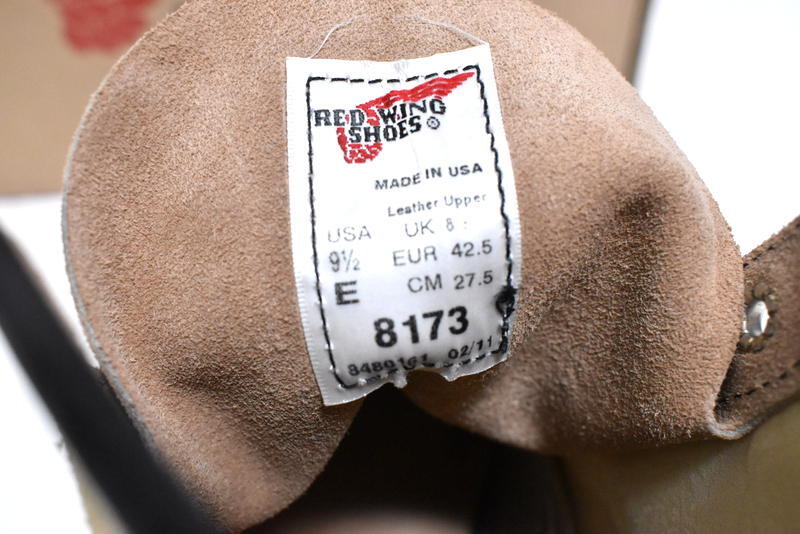 RED WING
SHOES®
MADE IN USA
Leather Upper
USA UK 8
9½ EUR 42.5
E CM 27.5
8173
02/11